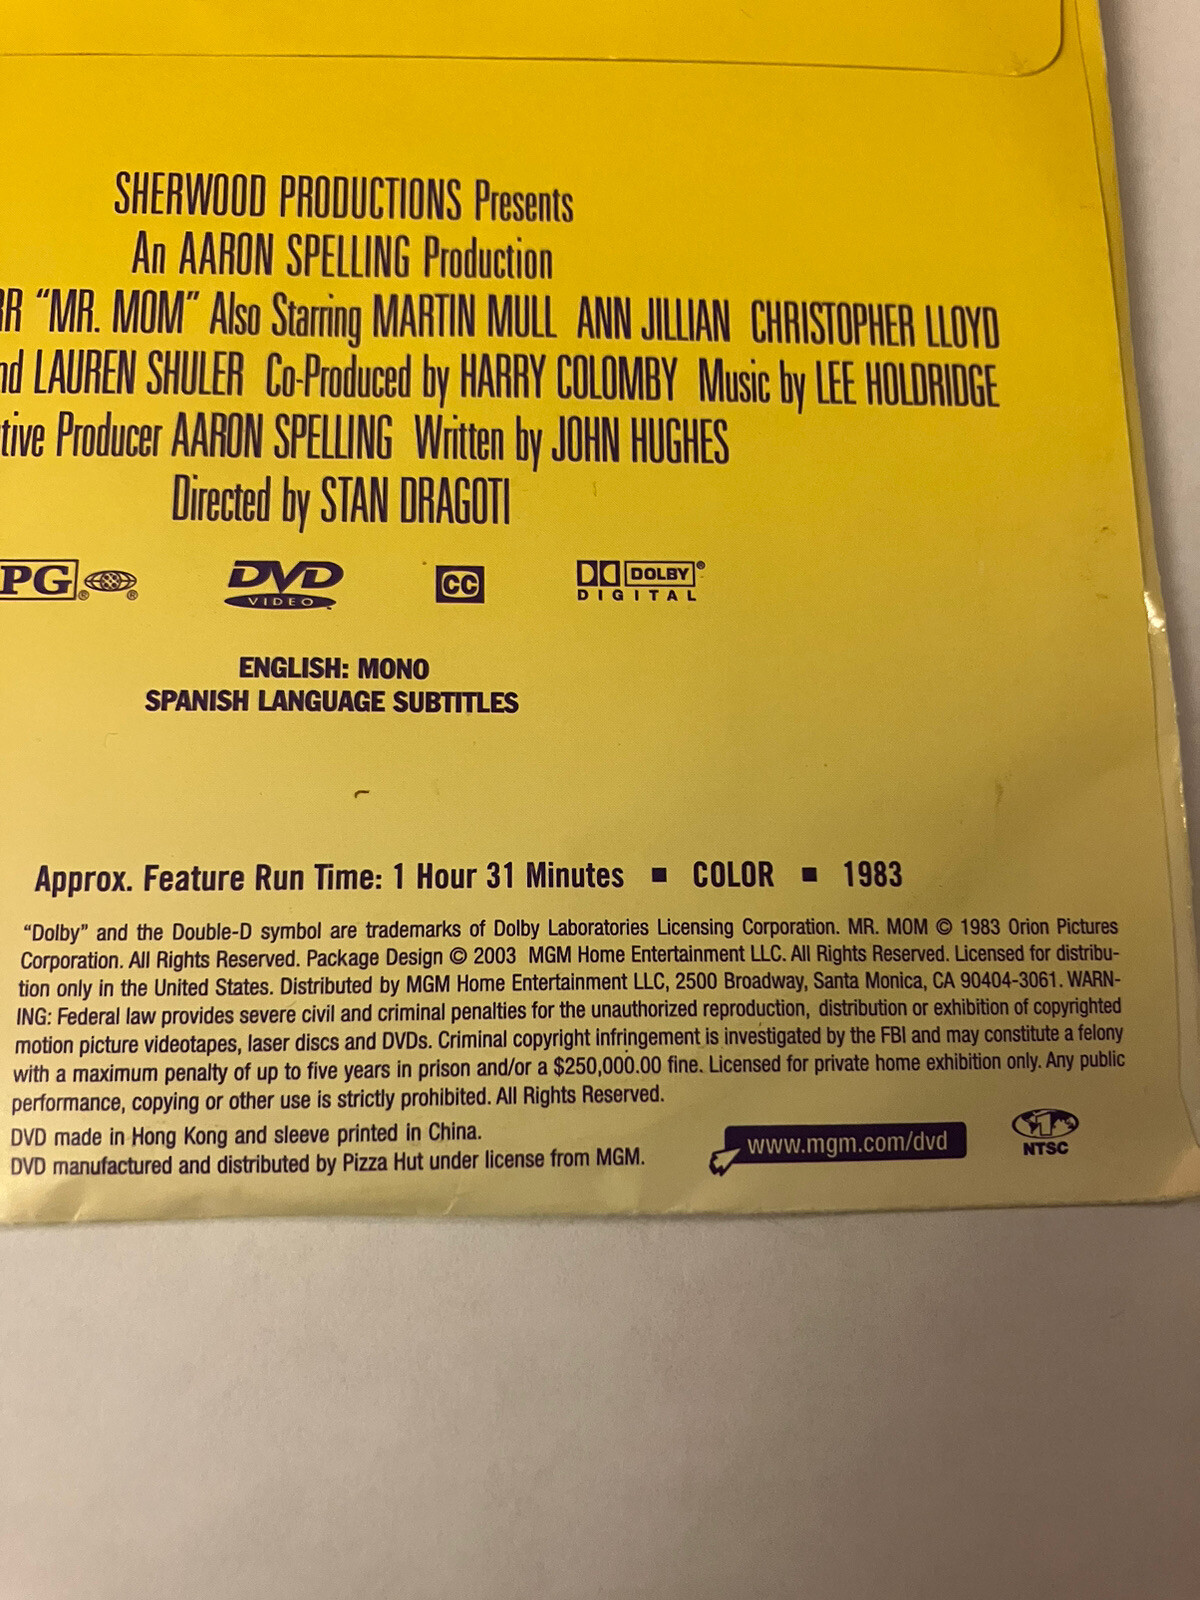 SHERWOOD PRODUCTIONS Presents
An AARON SPELLING Production
"MR. MOM" Also Starring MARTIN MULL ANN JILLIAN CHRISTOPHER LLOYD
LAUREN SHULER Co-Produced by HARRY COLOMBY Music by LEE HOLDRIDGE
tive Producer AARON SPELLING Written by JOHN HUGHES
Directed by STAN DRAGOTI
PG ® ® DVD VIDEO ™ CC DOLBY ® DIGITAL
ENGLISH: MONO
SPANISH LANGUAGE SUBTITLES
Approx. Feature Run Time: 1 Hour 31 Minutes ▪ COLOR ▪ 1983
"Dolby" and the Double-D symbol are trademarks of Dolby Laboratories Licensing Corporation. MR. MOM © 1983 Orion Pictures
Corporation. All Rights Reserved. Package Design © 2003 MGM Home Entertainment LLC. All Rights Reserved. Licensed for distribu-
tion only in the United States. Distributed by MGM Home Entertainment LLC, 2500 Broadway, Santa Monica, CA 90404-3061. WARN-
ING: Federal law provides severe civil and criminal penalties for the unauthorized reproduction, distribution or exhibition of copyrighted
motion picture videotapes, laser discs and DVDs. Criminal copyright infringement is investigated by the FBI and may constitute a felony
with a maximum penalty of up to five years in prison and/or a $250,000.00 fine. Licensed for private home exhibition only. Any public
performance, copying or other use is strictly prohibited. All Rights Reserved.
DVD made in Hong Kong and sleeve printed in China.
DVD manufactured and distributed by Pizza Hut under license from MGM.
www.mgm.com/dvd
1
NTSC